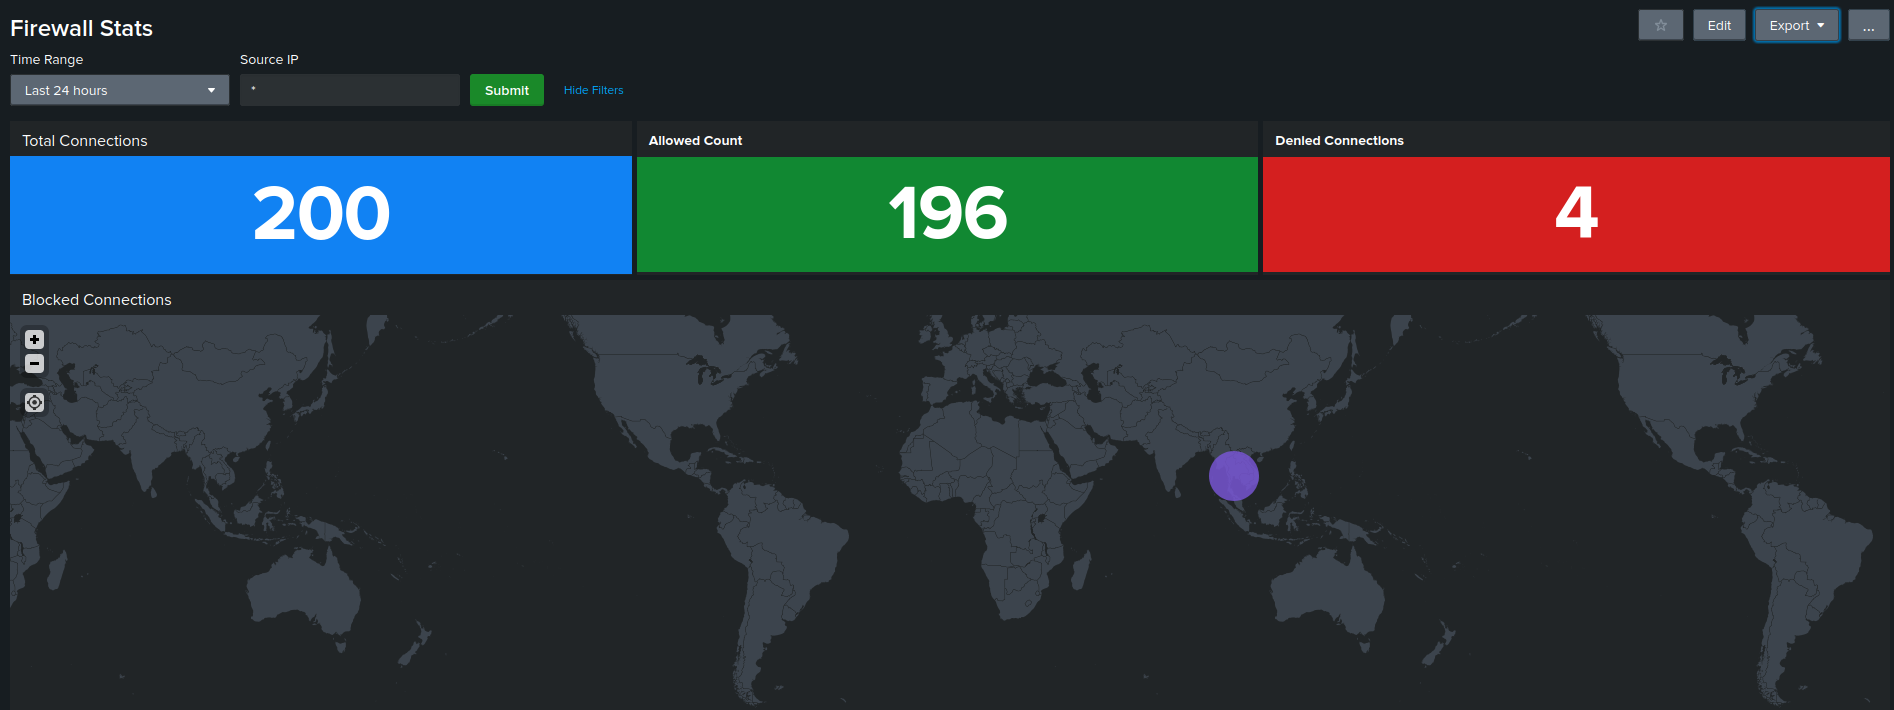 Firewall Stats
Edit
Export
...
Time Range
Source IP
Last 24 hours
*
Submit
Hide Filters
Total Connections
Allowed Count
Denied Connections
200
196
4
Blocked Connections
+
−